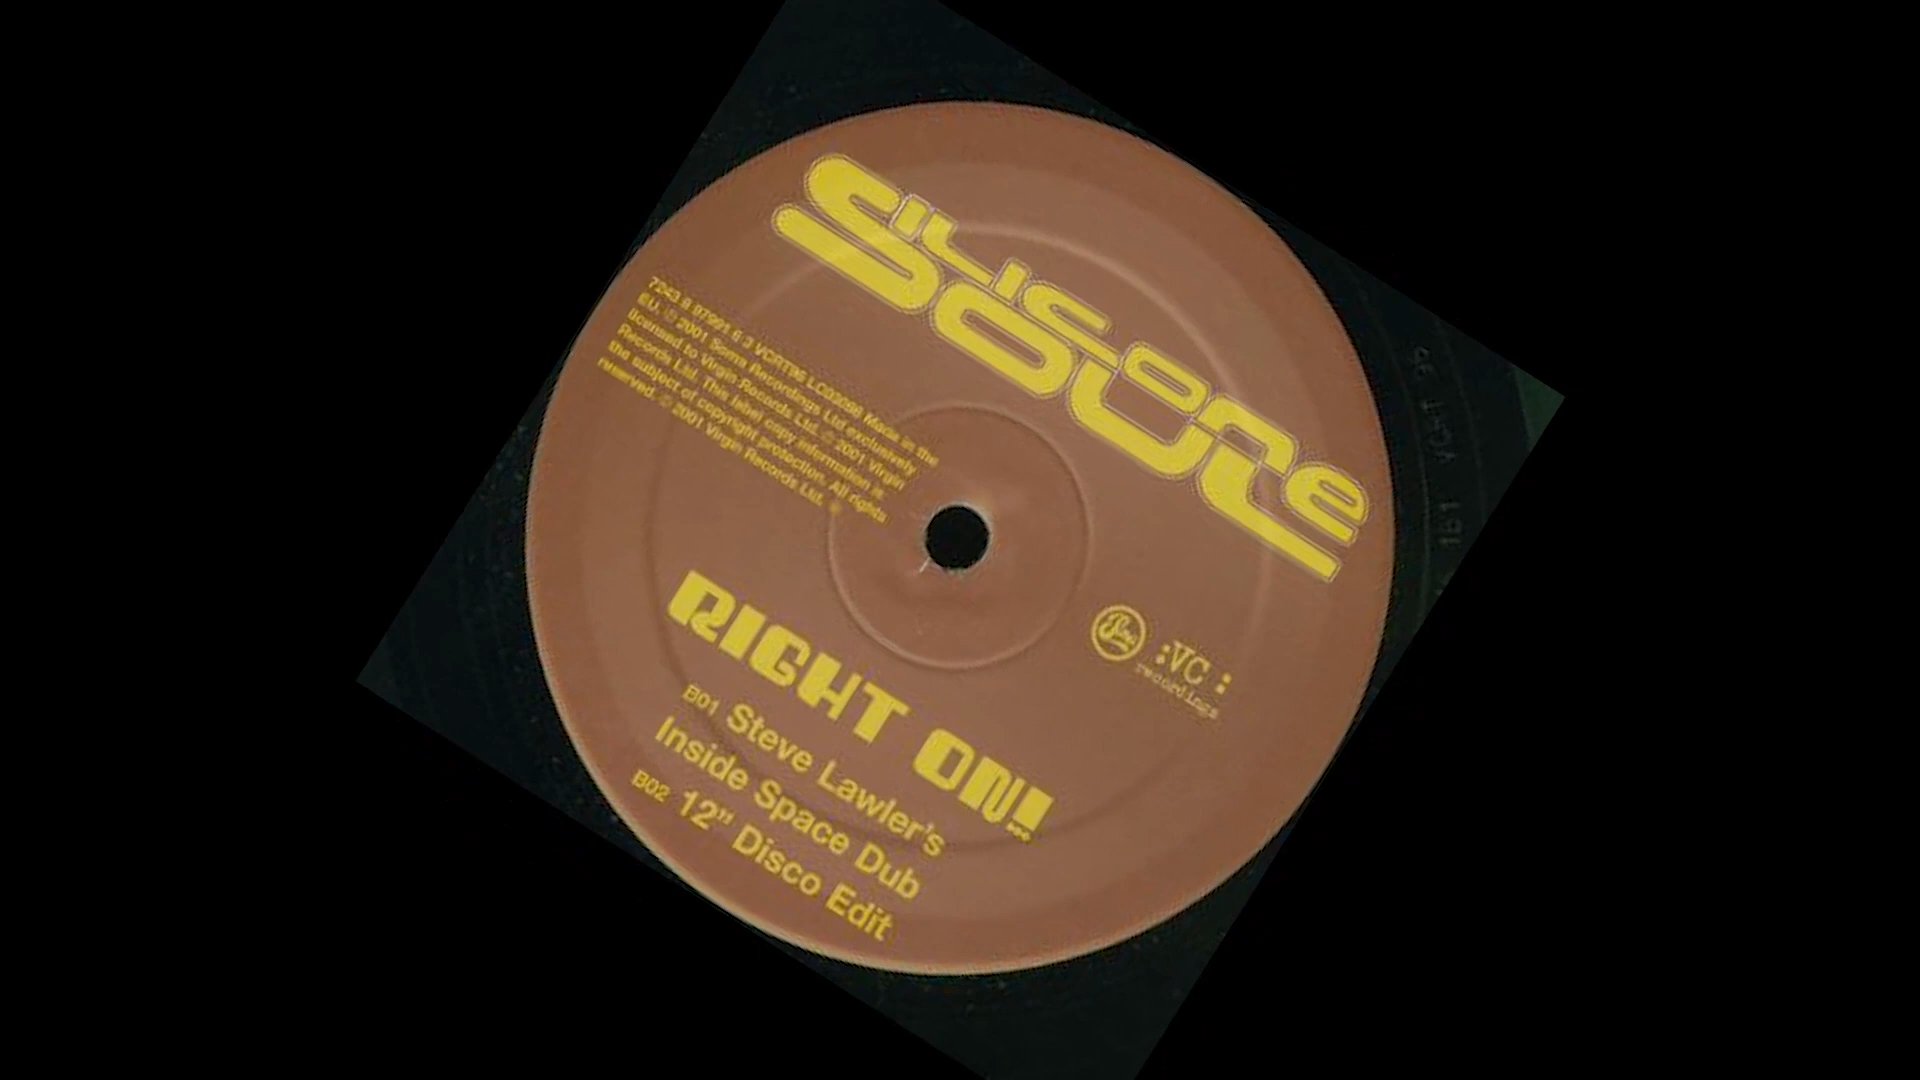 SILICONE
SOUL
7243 8 97991 6 3 VCRT96 LC03098 Made in the
EU. ℗ 2001 Soma Recordings Ltd exclusively
licensed to Virgin Records Ltd. © 2001 Virgin
Records Ltd. This label copy information is
the subject of copyright protection. All rights
reserved. © 2001 Virgin Records Ltd.
Soma
:VC :
recordings
RIGHT ON!
B01 Steve Lawler's
Inside Space Dub
B02 12" Disco Edit